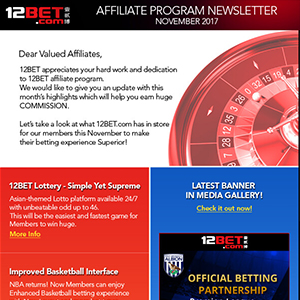 12BET
.com
AFFILIATE PROGRAM NEWSLETTER
NOVEMBER 2017
Dear Valued Affiliates,
12BET appreciates your hard work and dedication
to 12BET affiliate program.
We would like to give you an update with this
month's highlights which will help you earn huge
COMMISSION.
Let's take a look at what 12BET.com has in store
for our members this November to make
their betting experience Superior!
12BET Lottery - Simple Yet Supreme
Asian-themed Lotto platform available 24/7
with unbeatable odd up to 46.
This will be the easiest and fastest game for
Members to win huge.
More Info
Improved Basketball Interface
NBA returns! Now Members can enjoy
Enhanced Basketball betting experience
LATEST BANNER
IN MEDIA GALLERY!
Check it out now!
12BET
.com
ALBION
OFFICIAL BETTING
PARTNERSHIP